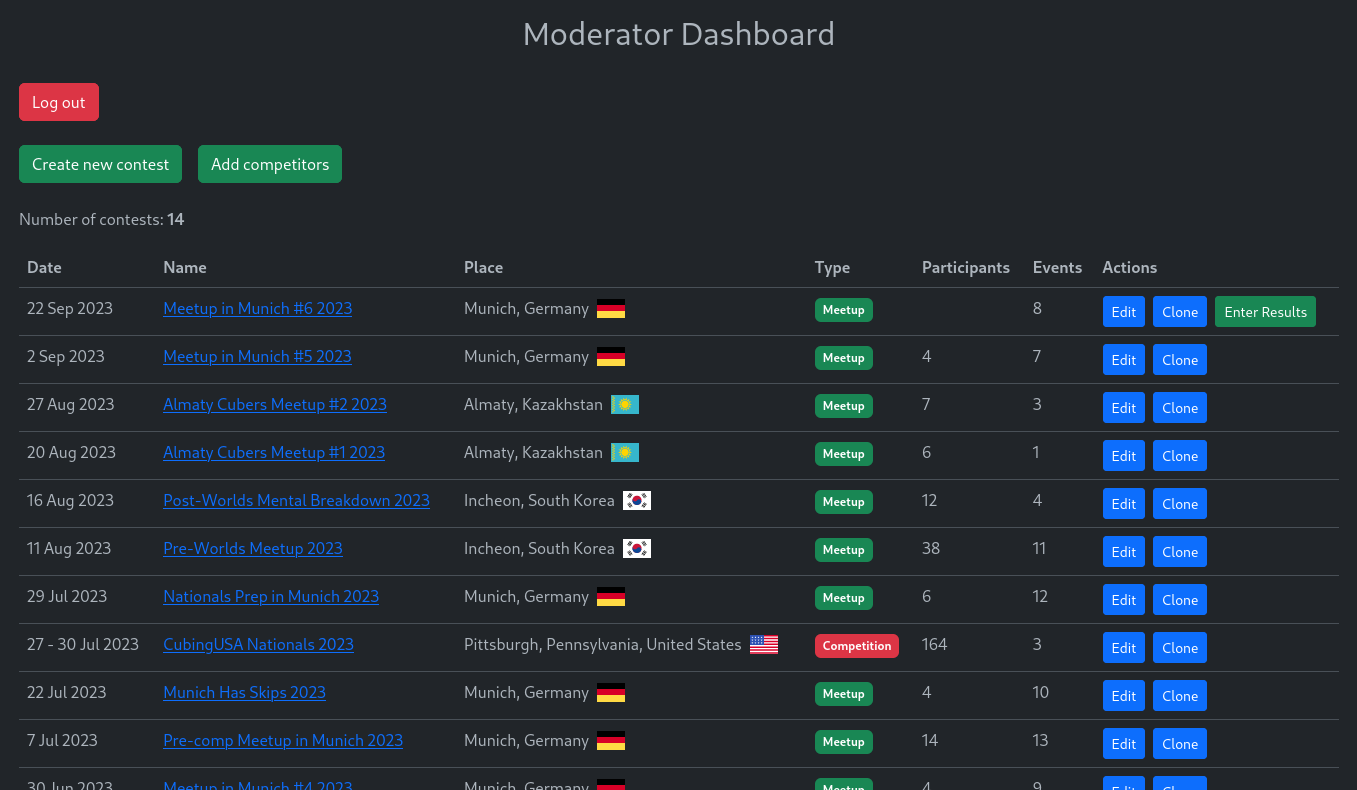 Moderator Dashboard
Log out
Create new contest Add competitors
Number of contests: 14
Date Name Place Type Participants Events Actions
22 Sep 2023 Meetup in Munich #6 2023 Munich, Germany Meetup 8 Edit Clone Enter Results
2 Sep 2023 Meetup in Munich #5 2023 Munich, Germany Meetup 4 7 Edit Clone
27 Aug 2023 Almaty Cubers Meetup #2 2023 Almaty, Kazakhstan Meetup 7 3 Edit Clone
20 Aug 2023 Almaty Cubers Meetup #1 2023 Almaty, Kazakhstan Meetup 6 1 Edit Clone
16 Aug 2023 Post-Worlds Mental Breakdown 2023 Incheon, South Korea Meetup 12 4 Edit Clone
11 Aug 2023 Pre-Worlds Meetup 2023 Incheon, South Korea Meetup 38 11 Edit Clone
29 Jul 2023 Nationals Prep in Munich 2023 Munich, Germany Meetup 6 12 Edit Clone
27 - 30 Jul 2023 CubingUSA Nationals 2023 Pittsburgh, Pennsylvania, United States Competition 164 3 Edit Clone
22 Jul 2023 Munich Has Skips 2023 Munich, Germany Meetup 4 10 Edit Clone
7 Jul 2023 Pre-comp Meetup in Munich 2023 Munich, Germany Meetup 14 13 Edit Clone
30 Jun 2023 Meetup in Munich #4 2023 Munich, Germany Meetup 4 9 Edit Clone